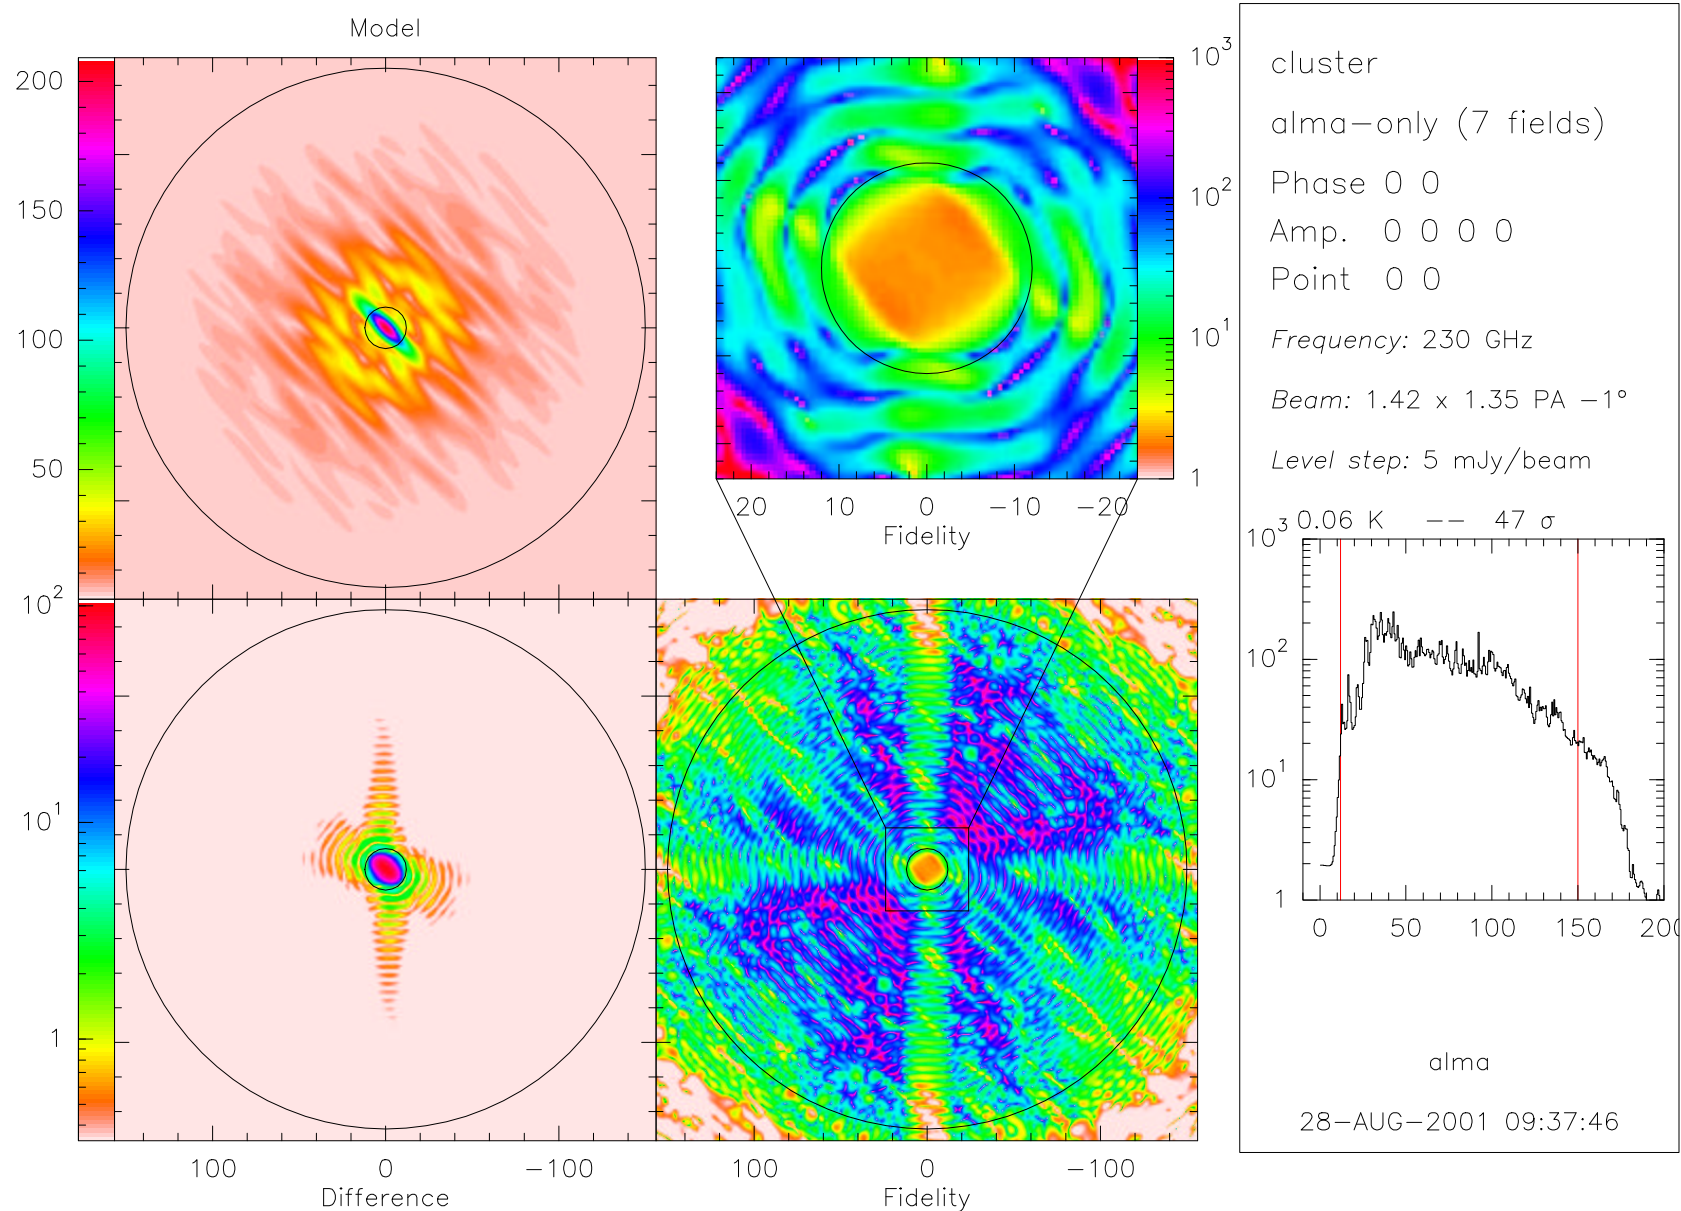 Model
200
150
100
50
10²
10¹
1
100 0 −100
Difference
10³
10²
10¹
1
20 10 0 −10 −20
Fidelity
100 0 −100
Fidelity
cluster
alma−only (7 fields)
Phase 0 0
Amp. 0 0 0 0
Point 0 0
Frequency: 230 GHz
Beam: 1.42 x 1.35 PA −1°
Level step: 5 mJy/beam
0.06 K −− 47 σ
10³
10²
10¹
1
0 50 100 150 200
alma
28−AUG−2001 09:37:46